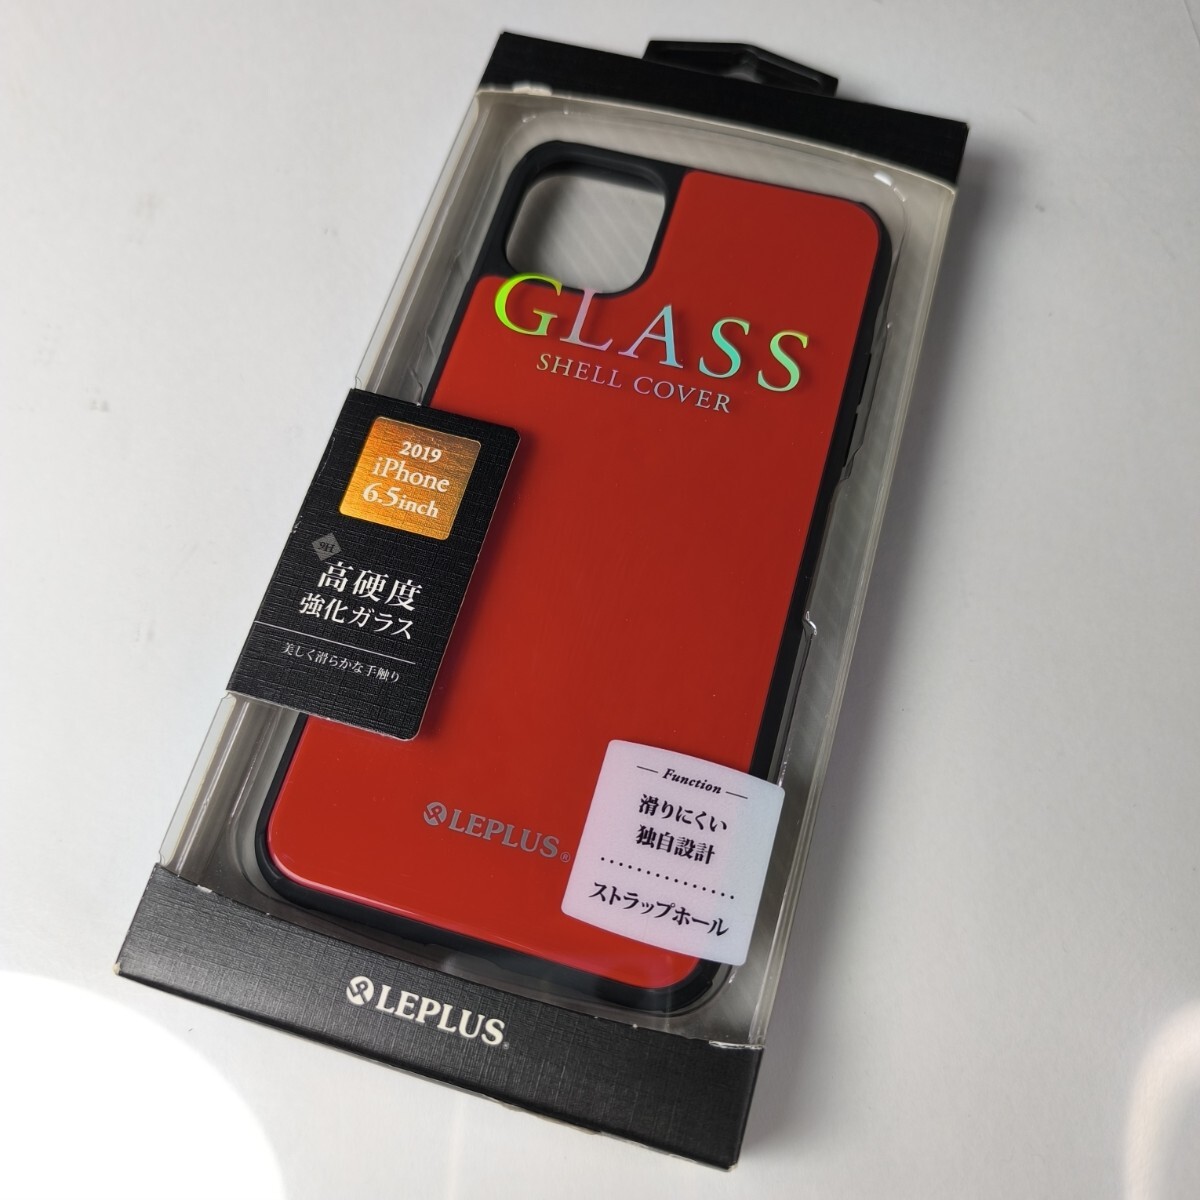 GLASS
SHELL COVER
2019
iPhone
6.5inch
9H
高硬度
強化ガラス
美しく滑らかな手触り
Function
滑りにくい
独自設計
ストラップホール
LEPLUS®
LEPLUS